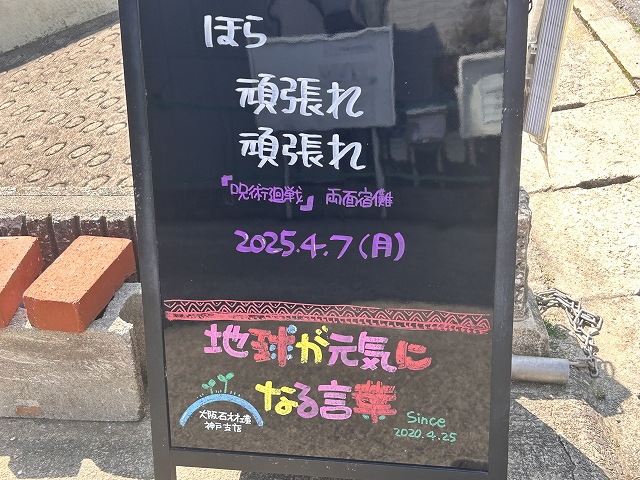 ほら
頑張れ
頑張れ
「呪術廻戦」 両面宿儺
2025.4.7(月)
地球が元気に
なる言葉
大阪石材工業
神戸支店
Since
2020.4.25